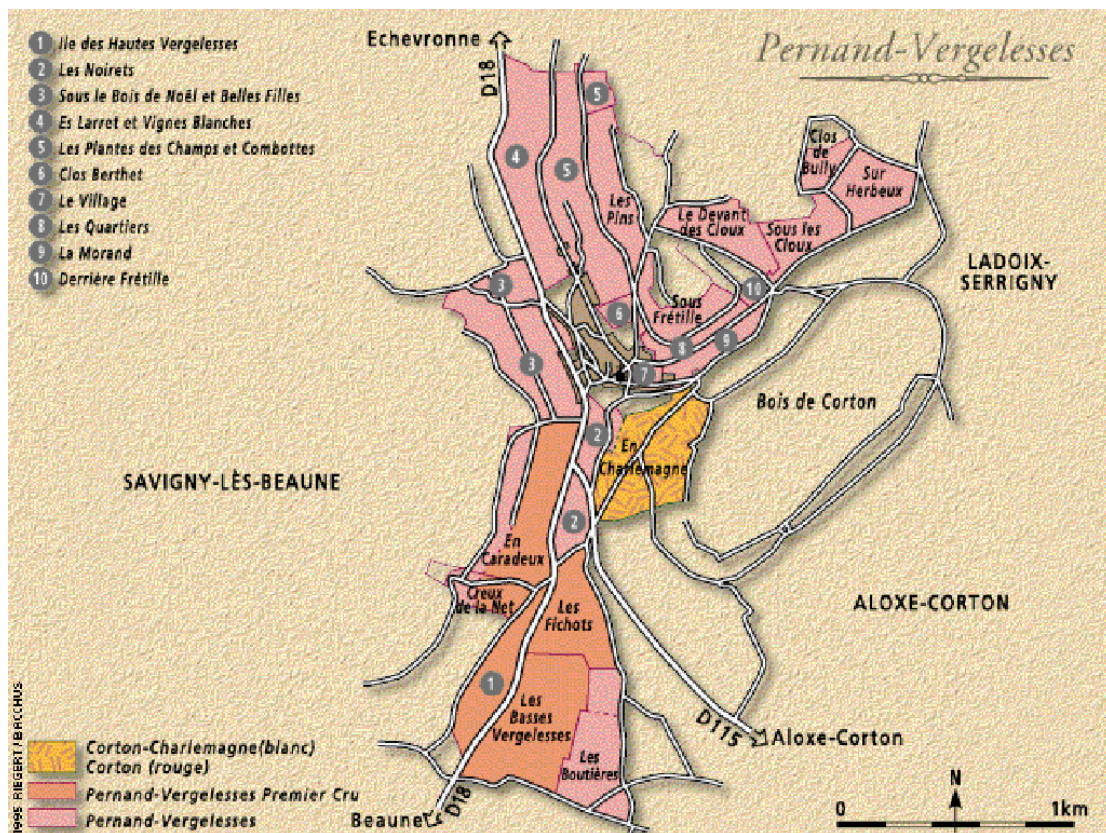 Pernand-Vergelesses
1 Ile des Hautes Vergelesses
2 Les Noirets
3 Sous le Bois de Noël et Belles Filles
4 Es Larret et Vignes Blanches
5 Les Plantes des Champs et Combottes
6 Clos Berthet
7 Le Village
8 Les Quartiers
9 La Morand
10 Derrière Frétille
Echevronne
D18
5
4
5
Les
Pins
Clos
de
Bully
Sur
Herbeux
Le Devant
des Cloux
Sous les
Cloux
LADOIX-
SERRIGNY
3
Sous
Frétille
10
6
8
9
3
7
Bois de Corton
2
En
Charlemagne
SAVIGNY-LÈS-BEAUNE
2
En
Caradeux
Creux
de la Net
Les
Fichots
ALOXE-CORTON
1
Les
Basses
Vergelesses
D115
Aloxe-Corton
Les
Boutières
D18
Beaune
Corton-Charlemagne(blanc)
Corton (rouge)
Pernand-Vergelesses Premier Cru
Pernand-Vergelesses
N
0 1km
1995 RIEGERT/BACCHUS